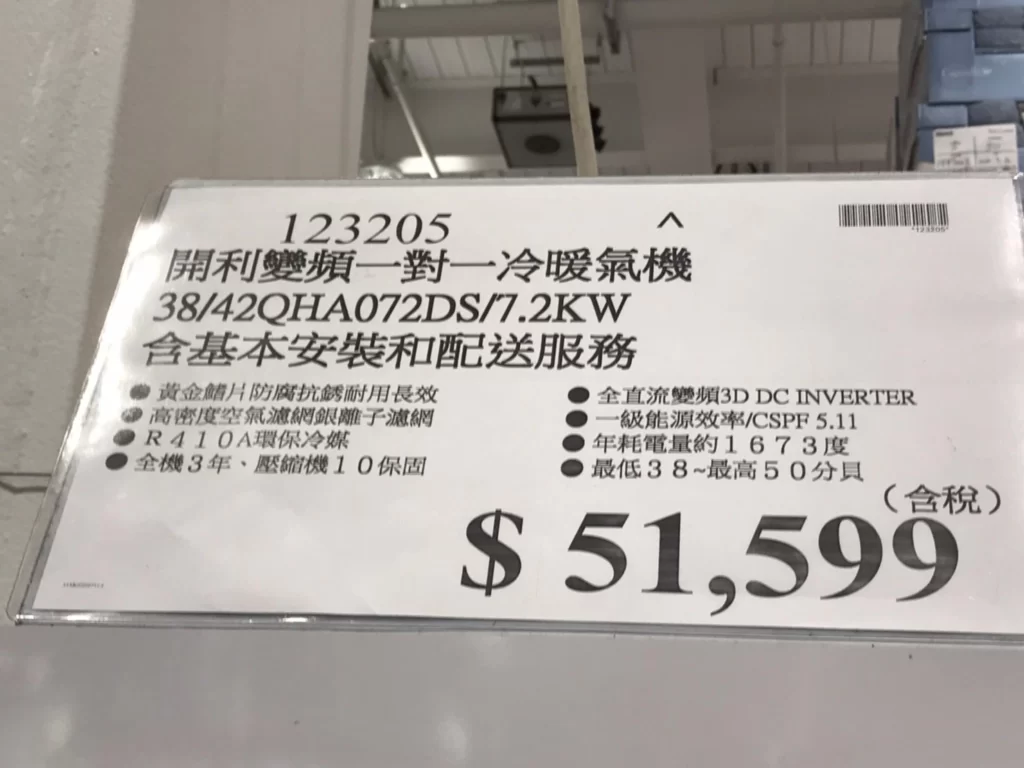 123205
^
*123205*
開利變頻一對一冷暖氣機
38/42QHA072DS/7.2KW
含基本安裝和配送服務
● 黃金鰭片防腐抗銹耐用長效
● 高密度空氣濾網銀離子濾網
● R410A環保冷媒
● 全機3年、壓縮機10保固
● 全直流變頻3D DC INVERTER
● 一級能源效率/CSPF 5.11
● 年耗電量約1673度
● 最低38~最高50分貝
（含稅）
$ 51,599